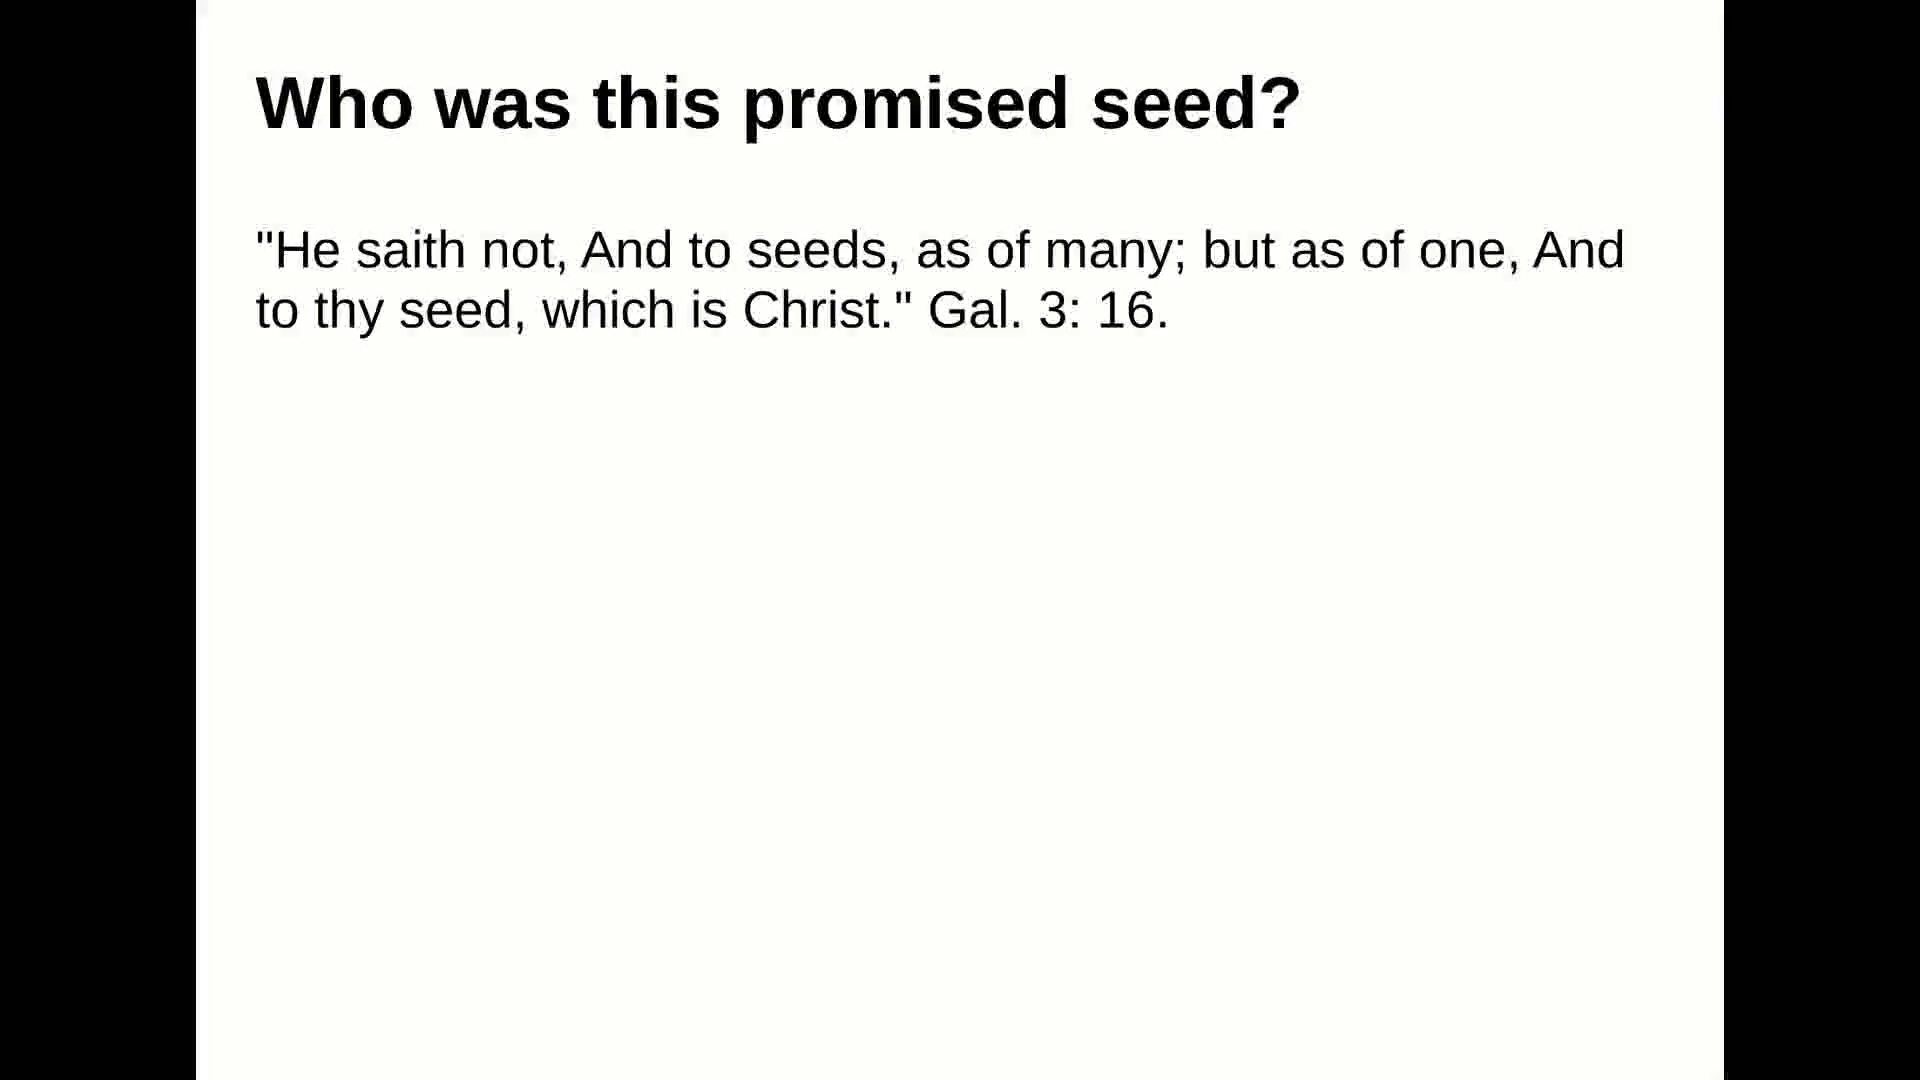 Who was this promised seed?
"He saith not, And to seeds, as of many; but as of one, And
to thy seed, which is Christ." Gal. 3: 16.